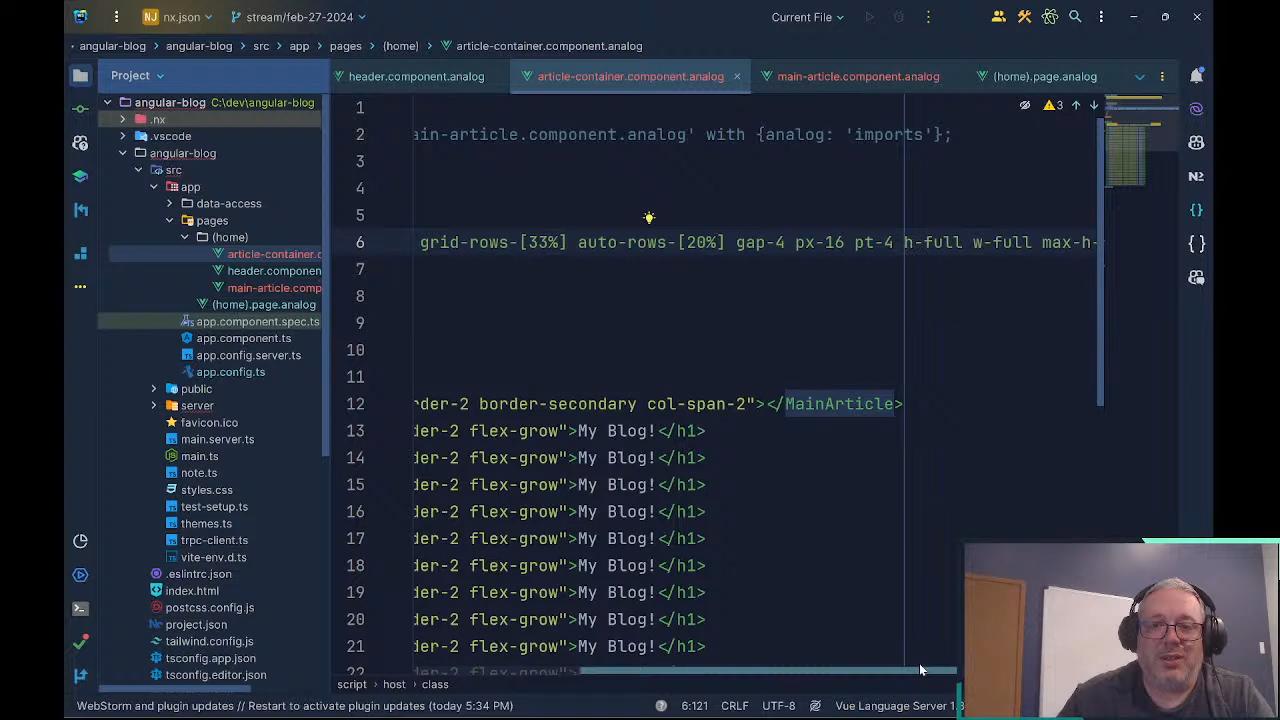 NJ nx.json stream/feb-27-2024 Current File
angular-blog angular-blog src app pages (home) article-container.component.analog
Project
header.component.analog article-container.component.analog main-article.component.analog (home).page.analog
angular-blog C:\dev\angular-blog
.nx
.vscode
angular-blog
src
app
data-access
pages
(home)
article-container.c
header.componen
main-article.comp
(home).page.analog
app.component.spec.ts
app.component.ts
app.config.server.ts
app.config.ts
public
server
favicon.ico
main.server.ts
main.ts
note.ts
styles.css
test-setup.ts
themes.ts
trpc-client.ts
vite-env.d.ts
.eslintrc.json
index.html
postcss.config.js
project.json
tailwind.config.js
tsconfig.app.json
tsconfig.editor.json
3
1
2 ain-article.component.analog' with {analog: 'imports'};
3
4
5
6 grid-rows-[33%] auto-rows-[20%] gap-4 px-16 pt-4 h-full w-full max-h-
7
8
9
10
11
12 rder-2 border-secondary col-span-2"></MainArticle>
13 der-2 flex-grow">My Blog!</h1>
14 der-2 flex-grow">My Blog!</h1>
15 der-2 flex-grow">My Blog!</h1>
16 der-2 flex-grow">My Blog!</h1>
17 der-2 flex-grow">My Blog!</h1>
18 der-2 flex-grow">My Blog!</h1>
19 der-2 flex-grow">My Blog!</h1>
20 der-2 flex-grow">My Blog!</h1>
21 der-2 flex-grow">My Blog!</h1>
22 der-2 flex-grow"
N2
script host class
WebStorm and plugin updates // Restart to activate plugin updates (today 5:34 PM) 6:121 CRLF UTF-8 Vue Language Server 1.8